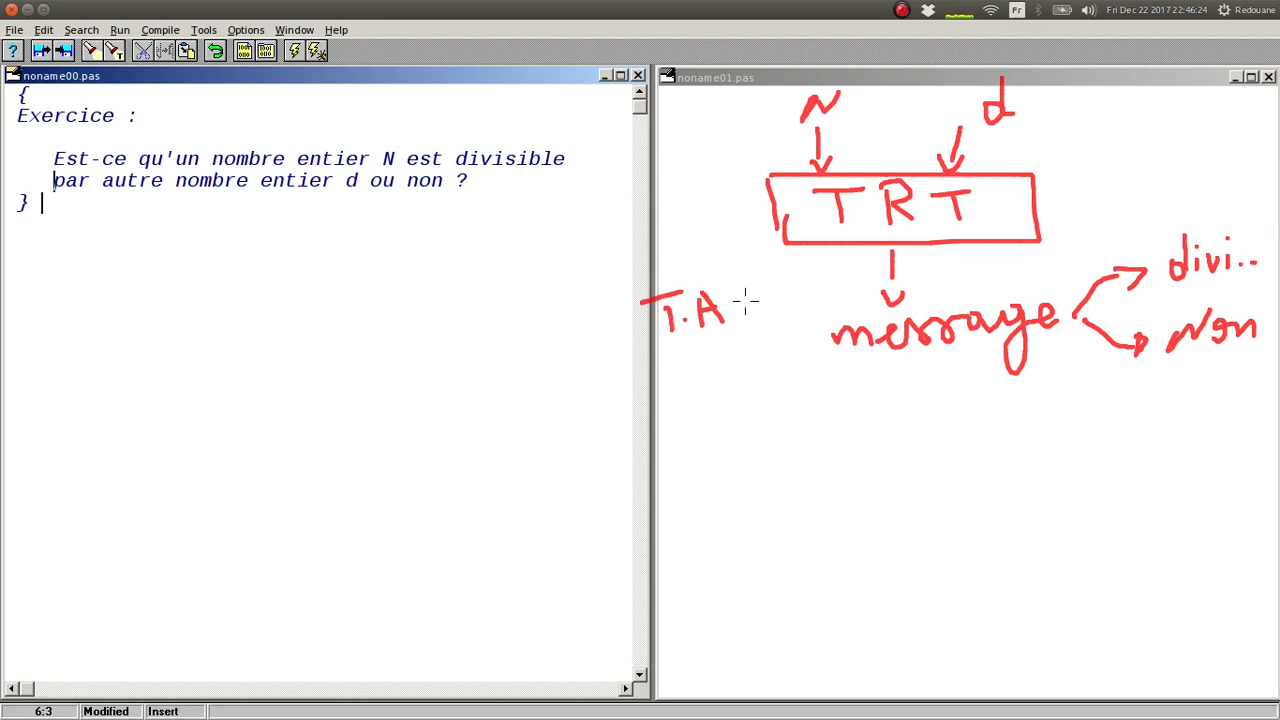 Fr
Fri Dec 22 2017 22:46:24
Redouane
File Edit Search Run Compile Tools Options Window Help
noname00.pas
{
Exercice :
Est-ce qu'un nombre entier N est divisible
par autre nombre entier d ou non ?
}
6:3 Modified Insert
noname01.pas
N d
TRT
divi..
T.A
message
Non